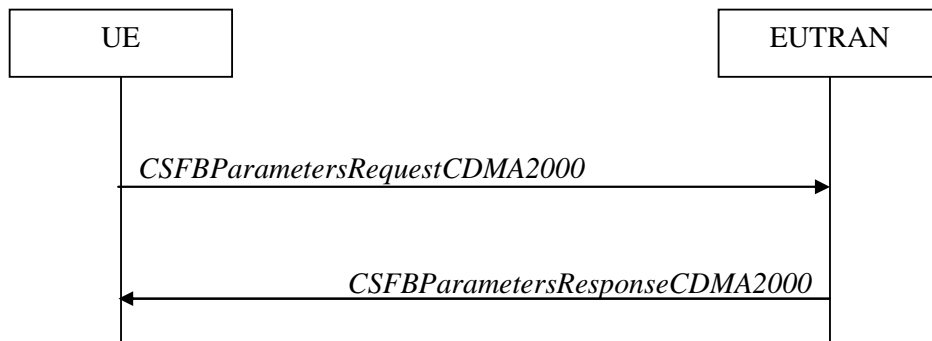 UE
EUTRAN
CSFBParametersRequestCDMA2000
CSFBParametersResponseCDMA2000